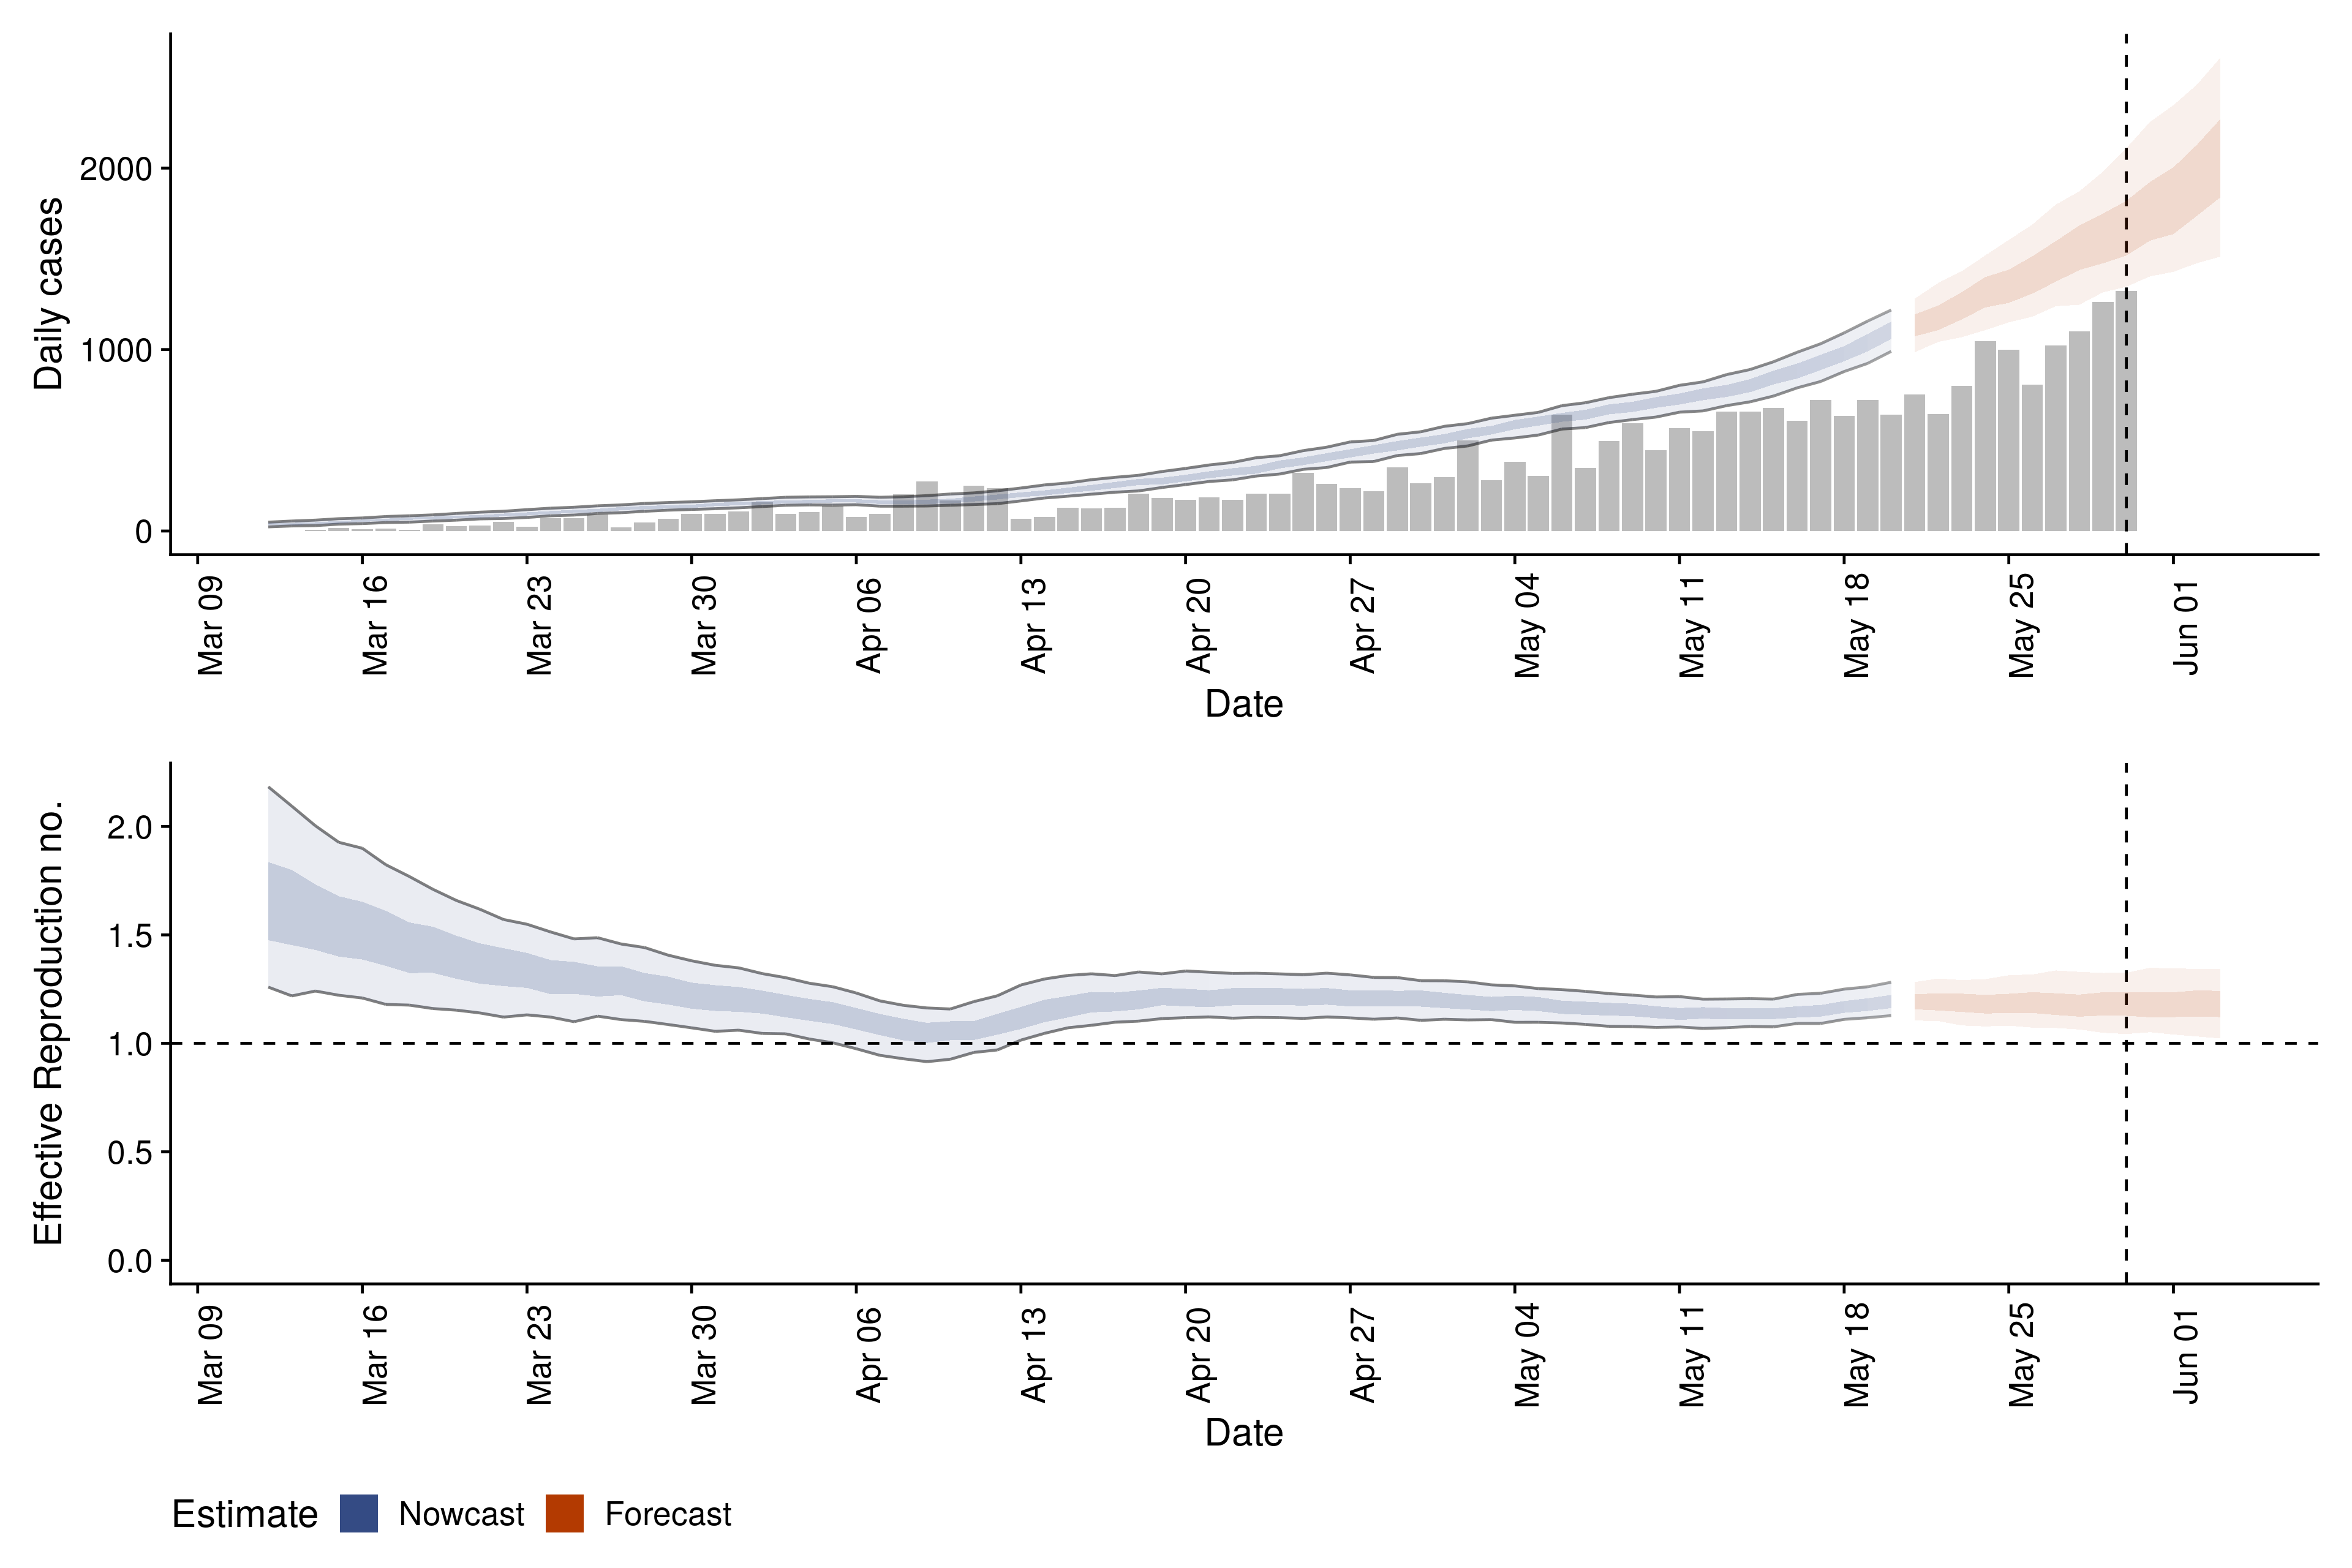 Daily cases
2000
1000
0
Mar 09 Mar 16 Mar 23 Mar 30 Apr 06 Apr 13 Apr 20 Apr 27 May 04 May 11 May 18 May 25 Jun 01
Date
Effective Reproduction no.
2.0
1.5
1.0
0.5
0.0
Mar 09 Mar 16 Mar 23 Mar 30 Apr 06 Apr 13 Apr 20 Apr 27 May 04 May 11 May 18 May 25 Jun 01
Date
Estimate Nowcast Forecast